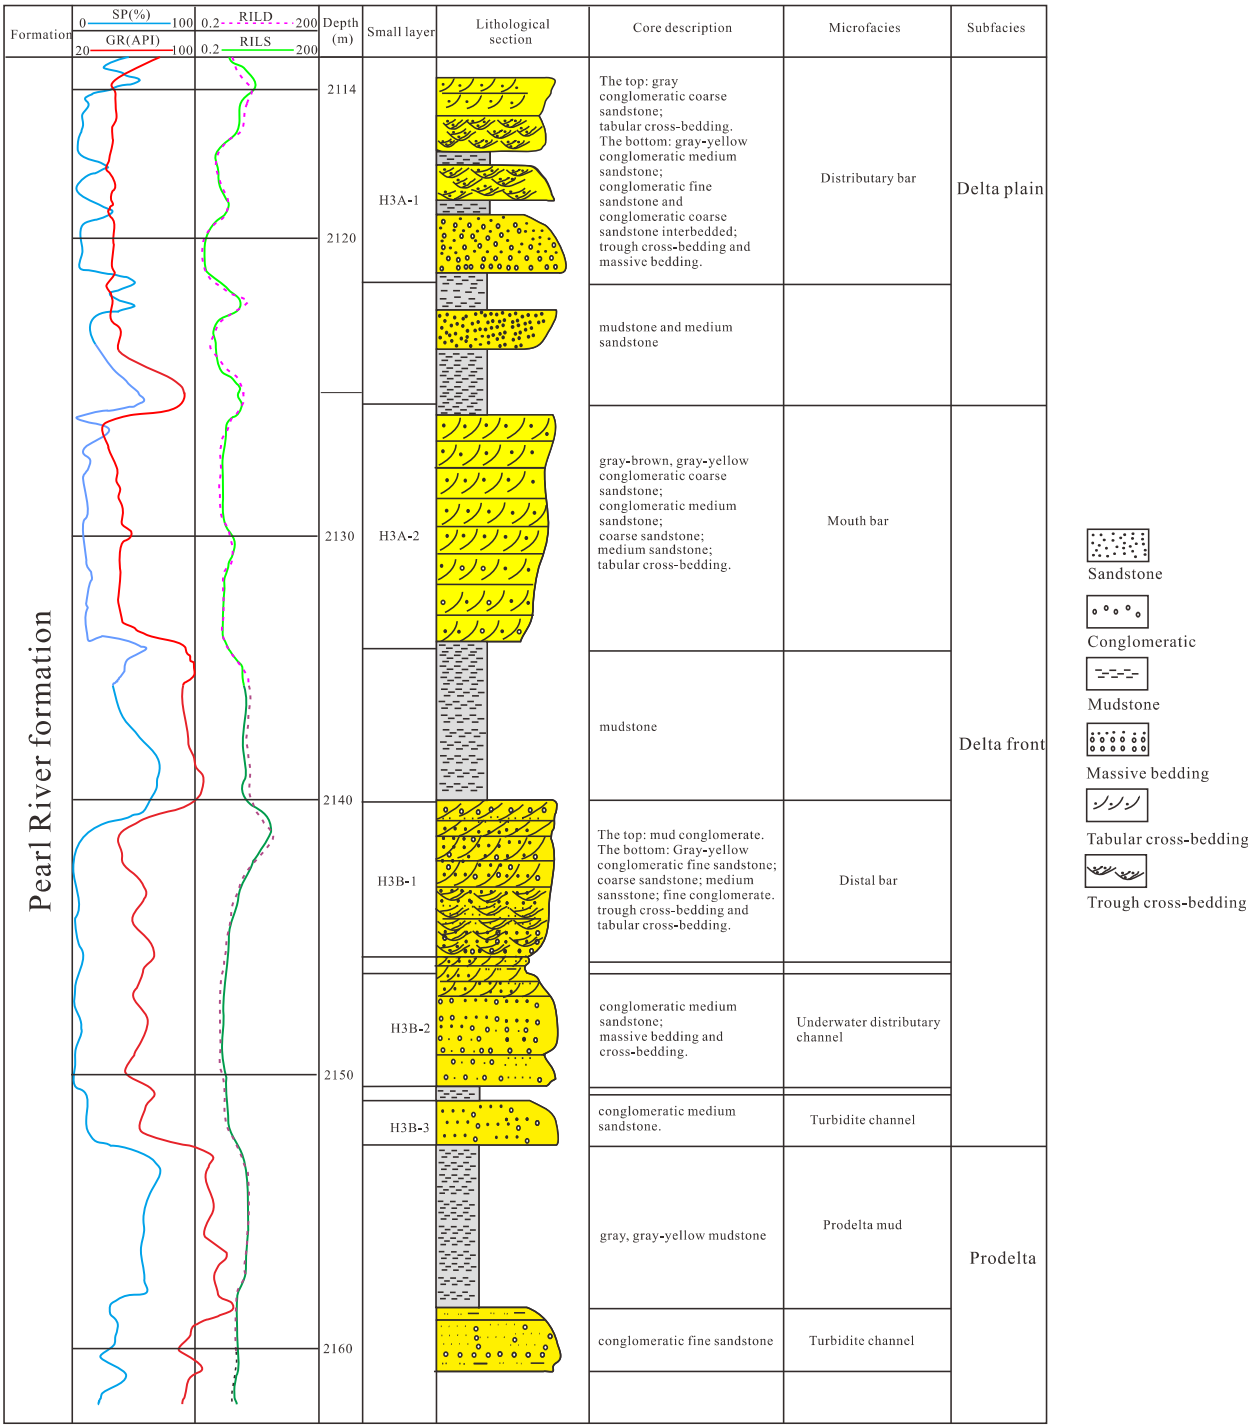 Formation
SP(%)
0
100
GR(API)
20
100
RILD
0.2
200
RILS
0.2
200
Depth
(m)
Small layer
Lithological
section
Core description
Microfacies
Subfacies
Pearl River formation
2114
2120
2130
2140
2150
2160
H3A-1
H3A-2
H3B-1
H3B-2
H3B-3
The top: gray
conglomeratic coarse
sandstone;
tabular cross-bedding.
The bottom: gray-yellow
conglomeratic medium
sandstone;
conglomeratic fine
sandstone and
conglomeratic coarse
sandstone interbedded;
trough cross-bedding and
massive bedding.
mudstone and medium
sandstone
gray-brown, gray-yellow
conglomeratic coarse
sandstone;
conglomeratic medium
sandstone;
coarse sandstone;
medium sandstone;
tabular cross-bedding.
mudstone
The top: mud conglomerate.
The bottom: Gray-yellow
conglomeratic fine sandstone;
coarse sandstone; medium
sansstone; fine conglomerate.
trough cross-bedding and
tabular cross-bedding.
conglomeratic medium
sandstone;
massive bedding and
cross-bedding.
conglomeratic medium
sandstone.
gray, gray-yellow mudstone
conglomeratic fine sandstone
Distributary bar
Mouth bar
Distal bar
Underwater distributary
channel
Turbidite channel
Prodelta mud
Turbidite channel
Delta plain
Delta front
Prodelta
Sandstone
Conglomeratic
Mudstone
Massive bedding
Tabular cross-bedding
Trough cross-bedding